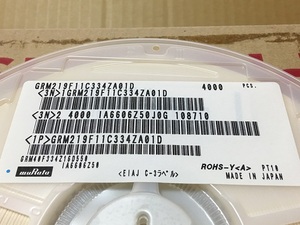 GRM219F11C334ZA01D 4000 PCS.
<3N>1GRM219F11C334ZA01D
<3N>2 4000 IA6606Z50J0G 108710
<1P>GRM219F11C334ZA01D
GRM40F334Z16D550
IA6606Z50
ROHS-Y<A> PT10
muRata <EIAJ C-3ラベル> MADE IN JAPAN